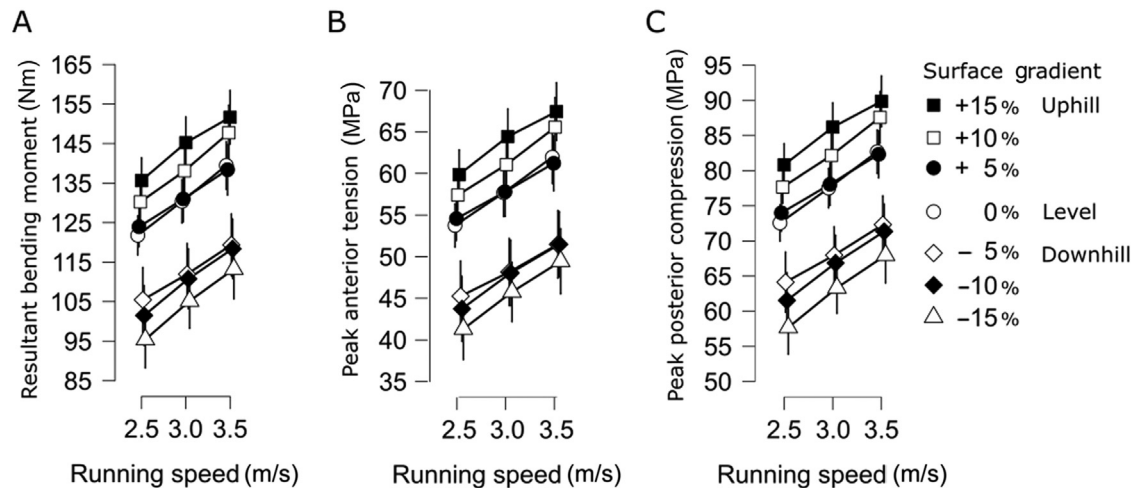 A
Resultant bending moment (Nm)
165
155
145
135
125
115
105
95
85
2.5 3.0 3.5
Running speed (m/s)
B
Peak anterior tension (MPa)
70
65
60
55
50
45
40
35
2.5 3.0 3.5
Running speed (m/s)
C
Peak posterior compression (MPa)
95
90
85
80
75
70
65
60
55
50
2.5 3.0 3.5
Running speed (m/s)
Surface gradient
+15% Uphill
+10%
+ 5%
0% Level
– 5% Downhill
–10%
–15%